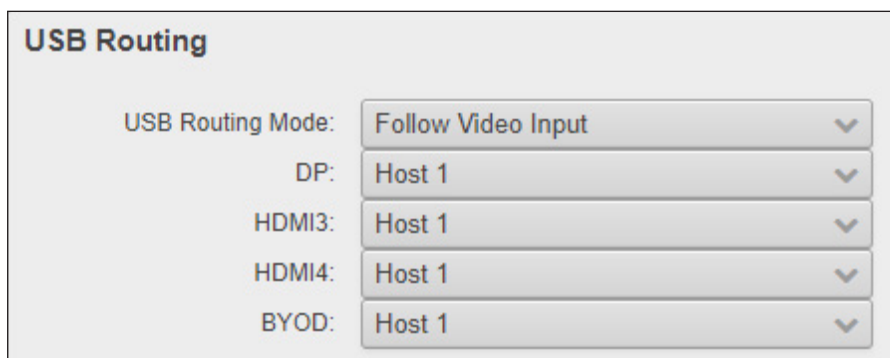 USB Routing
USB Routing Mode: Follow Video Input
DP: Host 1
HDMI3: Host 1
HDMI4: Host 1
BYOD: Host 1